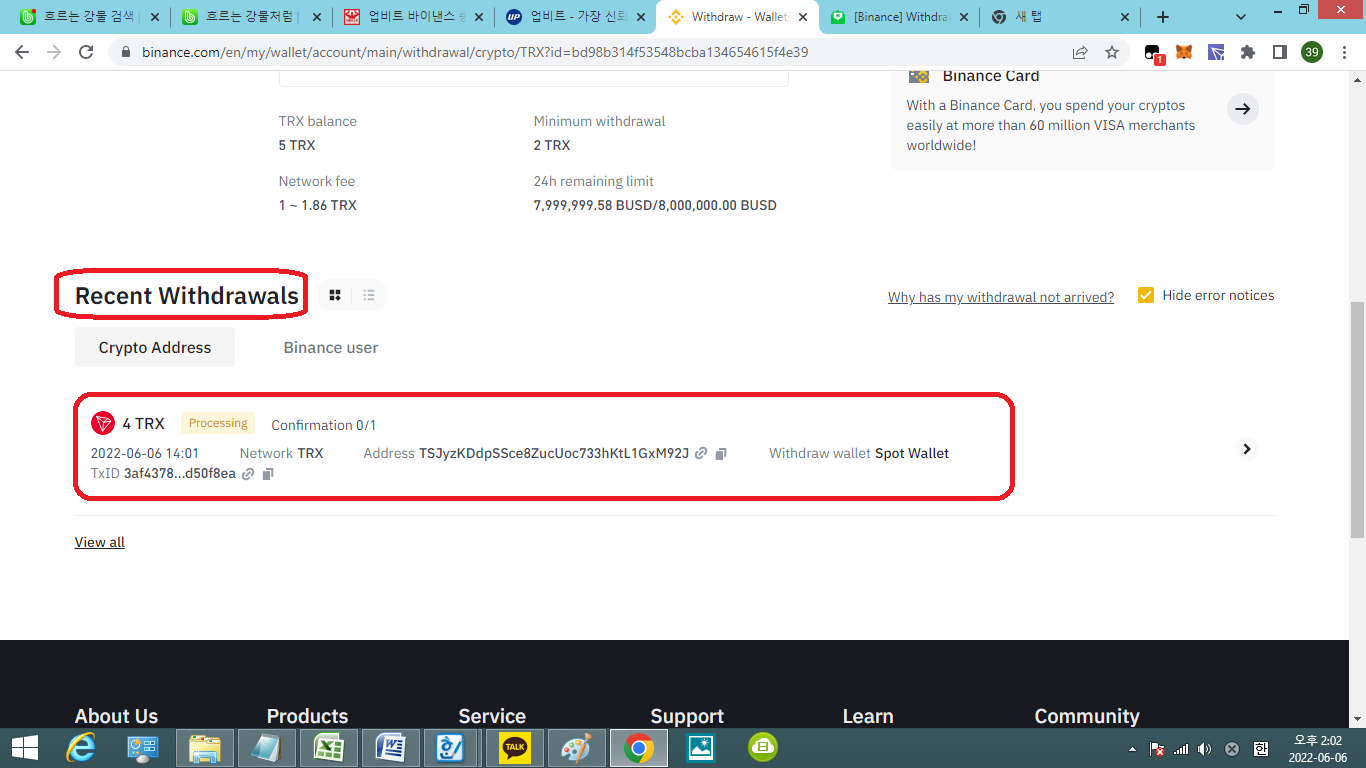 흐르는 강물 검색
흐르는 강물처럼 |
업비트 바이낸스
업비트 - 가장 신뢰
Withdraw - Wallet
[Binance] Withdra
새 탭
binance.com/en/my/wallet/account/main/withdrawal/crypto/TRX?id=bd98b314f53548bcba134654615f4e39
1
39
Binance Card
With a Binance Card, you spend your cryptos
easily at more than 60 million VISA merchants
worldwide!
TRX balance
5 TRX
Minimum withdrawal
2 TRX
Network fee
1 ~ 1.86 TRX
24h remaining limit
7,999,999.58 BUSD/8,000,000.00 BUSD
Recent Withdrawals
Why has my withdrawal not arrived?
Hide error notices
Crypto Address
Binance user
4 TRX Processing Confirmation 0/1
2022-06-06 14:01 Network TRX Address TSJyzKDdpSSce8ZucUoc733hKtL1GxM92J Withdraw wallet Spot Wallet
TxID 3af4378...d50f8ea
View all
About Us
Products
Service
Support
Learn
Community
TALK
한
오후 2:02
2022-06-06